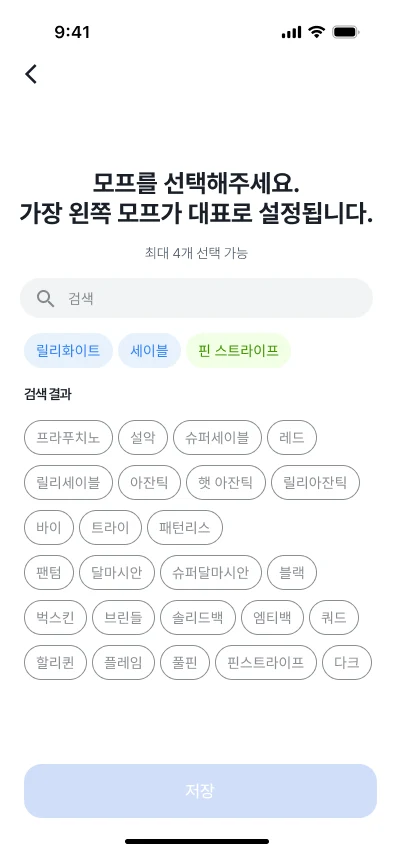 9:41
모프를 선택해주세요.
가장 왼쪽 모프가 대표로 설정됩니다.
최대 4개 선택 가능
검색
릴리화이트 세이블 핀 스트라이프
검색 결과
프라푸치노 설악 슈퍼세이블 레드
릴리세이블 아잔틱 햇 아잔틱 릴리아잔틱
바이 트라이 패턴리스
팬텀 달마시안 슈퍼달마시안 블랙
벅스킨 브린들 솔리드백 엠티백 쿼드
할리퀸 플레임 풀핀 핀스트라이프 다크
저장